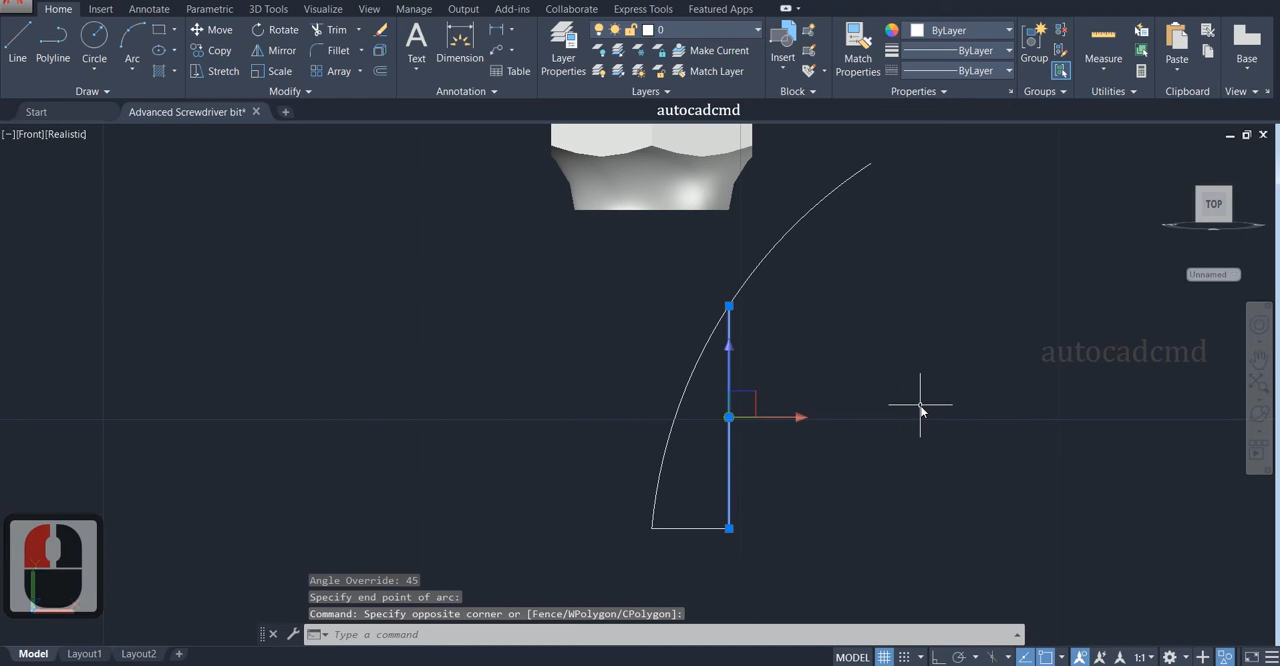 Home Insert Annotate Parametric 3D Tools Visualize View Manage Output Add-ins Collaborate Express Tools Featured Apps
Line Polyline Circle Arc
Move Rotate Trim
Copy Mirror Fillet
Stretch Scale Array
Text Dimension Table
Layer Properties
0
Make Current
Match Layer
Insert
Match Properties
ByLayer
ByLayer
ByLayer
Group
Measure
Paste
Base
Draw Modify Annotation Layers Block Properties Groups Utilities Clipboard View
Start Advanced Screwdriver bit* autocadcmd
[−][Front][Realistic]
TOP
Unnamed
autocadcmd
Angle Override: 45
Specify end point of arc:
Command: Specify opposite corner or [Fence/WPolygon/CPolygon]:
Type a command
Model Layout1 Layout2 +
MODEL 1:1